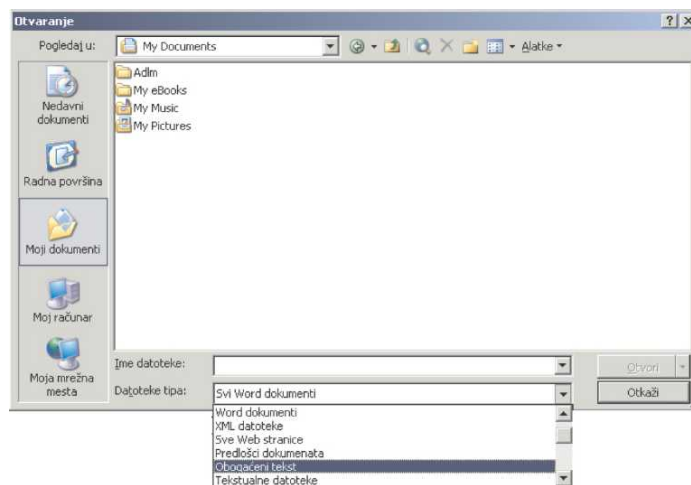 Otvaranje
Pogledaj u:
My Documents
Alatke
Nedavni
dokumenti
Radna površina
Moji dokumenti
Moj računar
Moja mrežna
mesta
Adlm
My eBooks
My Music
My Pictures
Ime datoteke:
Otvori
Datoteke tipa:
Svi Word dokumenti
Otkaži
Word dokumenti
XML datoteke
Sve Web stranice
Predlošci dokumenata
Obogaćeni tekst
Tekstualne datoteke